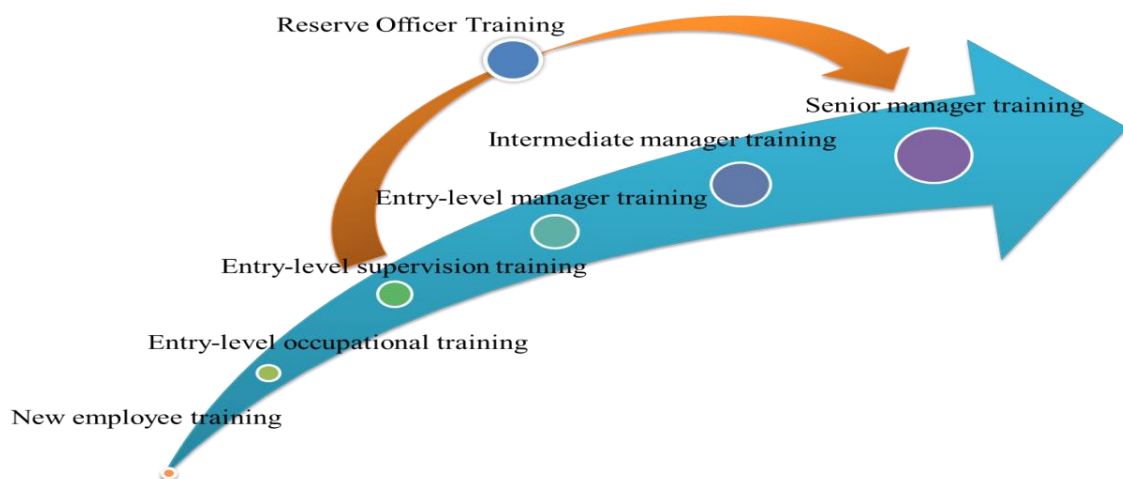 Reserve Officer Training
Senior manager training
Intermediate manager training
Entry-level manager training
Entry-level supervision training
Entry-level occupational training
New employee training